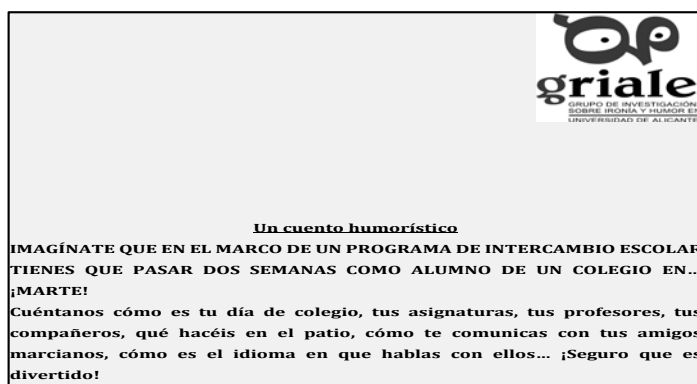 griale
GRUPO DE INVESTIGACIÓN
SOBRE IRONÍA Y HUMOR EN
UNIVERSIDAD DE ALICANTE
Un cuento humorístico
IMAGÍNATE QUE EN EL MARCO DE UN PROGRAMA DE INTERCAMBIO ESCOLAR
TIENES QUE PASAR DOS SEMANAS COMO ALUMNO DE UN COLEGIO EN...
¡MARTE!
Cuéntanos cómo es tu día de colegio, tus asignaturas, tus profesores, tus
compañeros, qué hacéis en el patio, cómo te comunicas con tus amigos
marcianos, cómo es el idioma en que hablas con ellos... ¡Seguro que es
divertido!